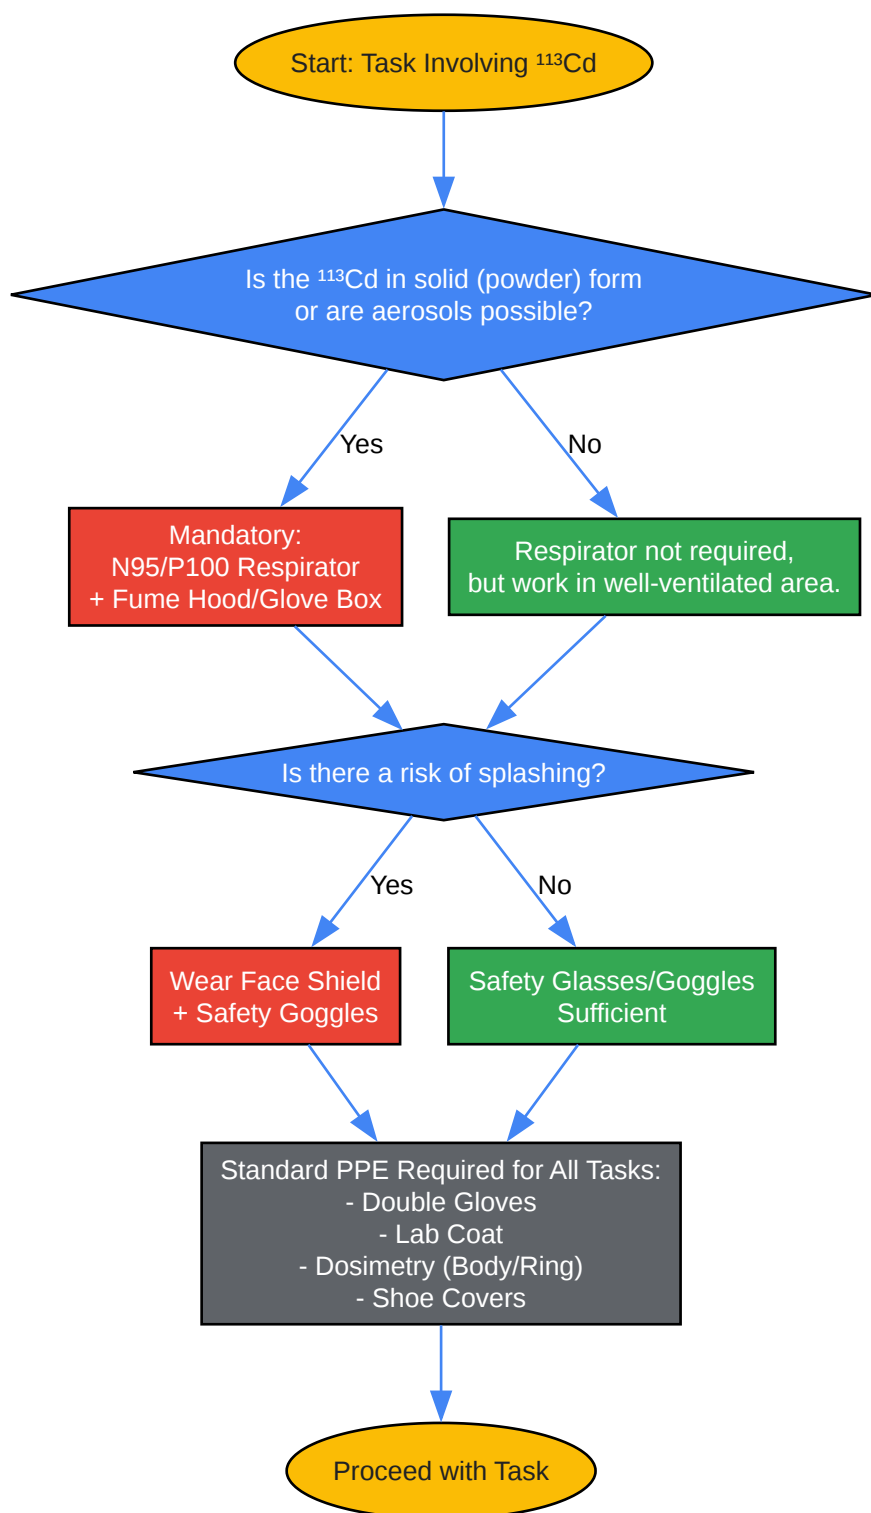 Start: Task Involving ¹¹³Cd
Is the ¹¹³Cd in solid (powder) form
or are aerosols possible?
Yes
No
Mandatory:
N95/P100 Respirator
+ Fume Hood/Glove Box
Respirator not required,
but work in well-ventilated area.
Is there a risk of splashing?
Yes
No
Wear Face Shield
+ Safety Goggles
Safety Glasses/Goggles
Sufficient
Standard PPE Required for All Tasks:
- Double Gloves
- Lab Coat
- Dosimetry (Body/Ring)
- Shoe Covers
Proceed with Task